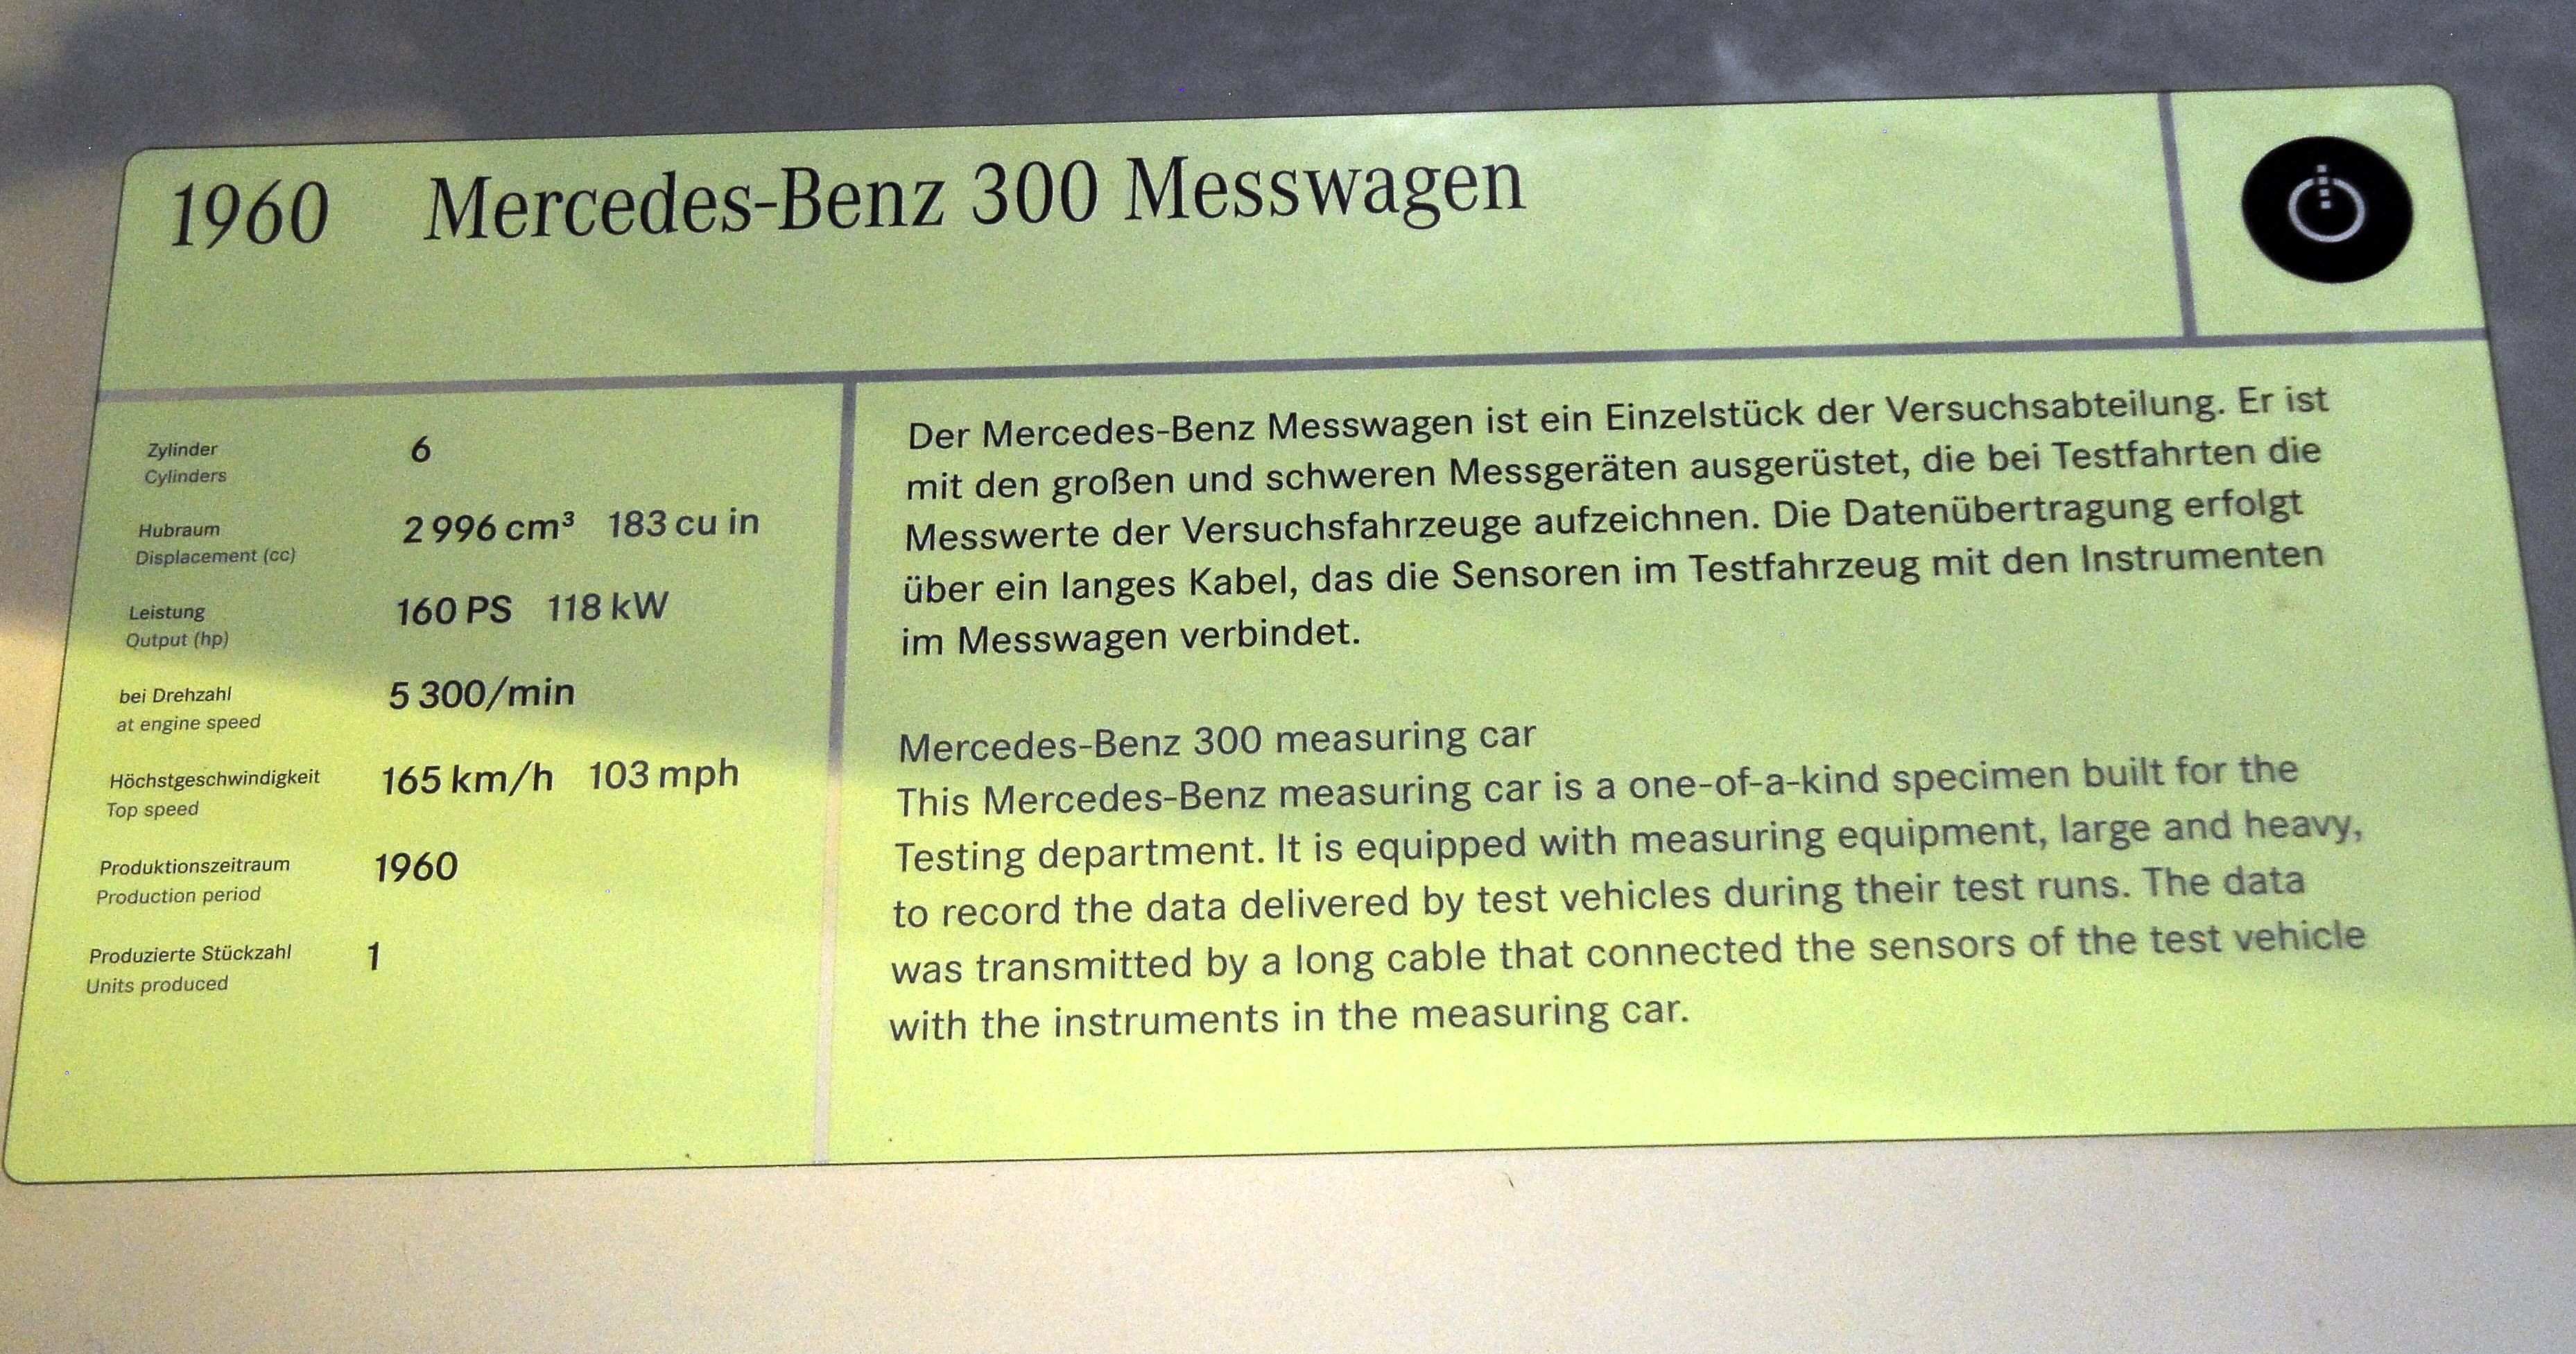 1960 Mercedes-Benz 300 Messwagen
Zylinder 6
Cylinders
Hubraum 2 996 cm³ 183 cu in
Displacement (cc)
Leistung 160 PS 118 kW
Output (hp)
bei Drehzahl 5 300/min
at engine speed
Höchstgeschwindigkeit 165 km/h 103 mph
Top speed
Produktionszeitraum 1960
Production period
Produzierte Stückzahl 1
Units produced
Der Mercedes-Benz Messwagen ist ein Einzelstück der Versuchsabteilung. Er ist
mit den großen und schweren Messgeräten ausgerüstet, die bei Testfahrten die
Messwerte der Versuchsfahrzeuge aufzeichnen. Die Datenübertragung erfolgt
über ein langes Kabel, das die Sensoren im Testfahrzeug mit den Instrumenten
im Messwagen verbindet.
Mercedes-Benz 300 measuring car
This Mercedes-Benz measuring car is a one-of-a-kind specimen built for the
Testing department. It is equipped with measuring equipment, large and heavy,
to record the data delivered by test vehicles during their test runs. The data
was transmitted by a long cable that connected the sensors of the test vehicle
with the instruments in the measuring car.